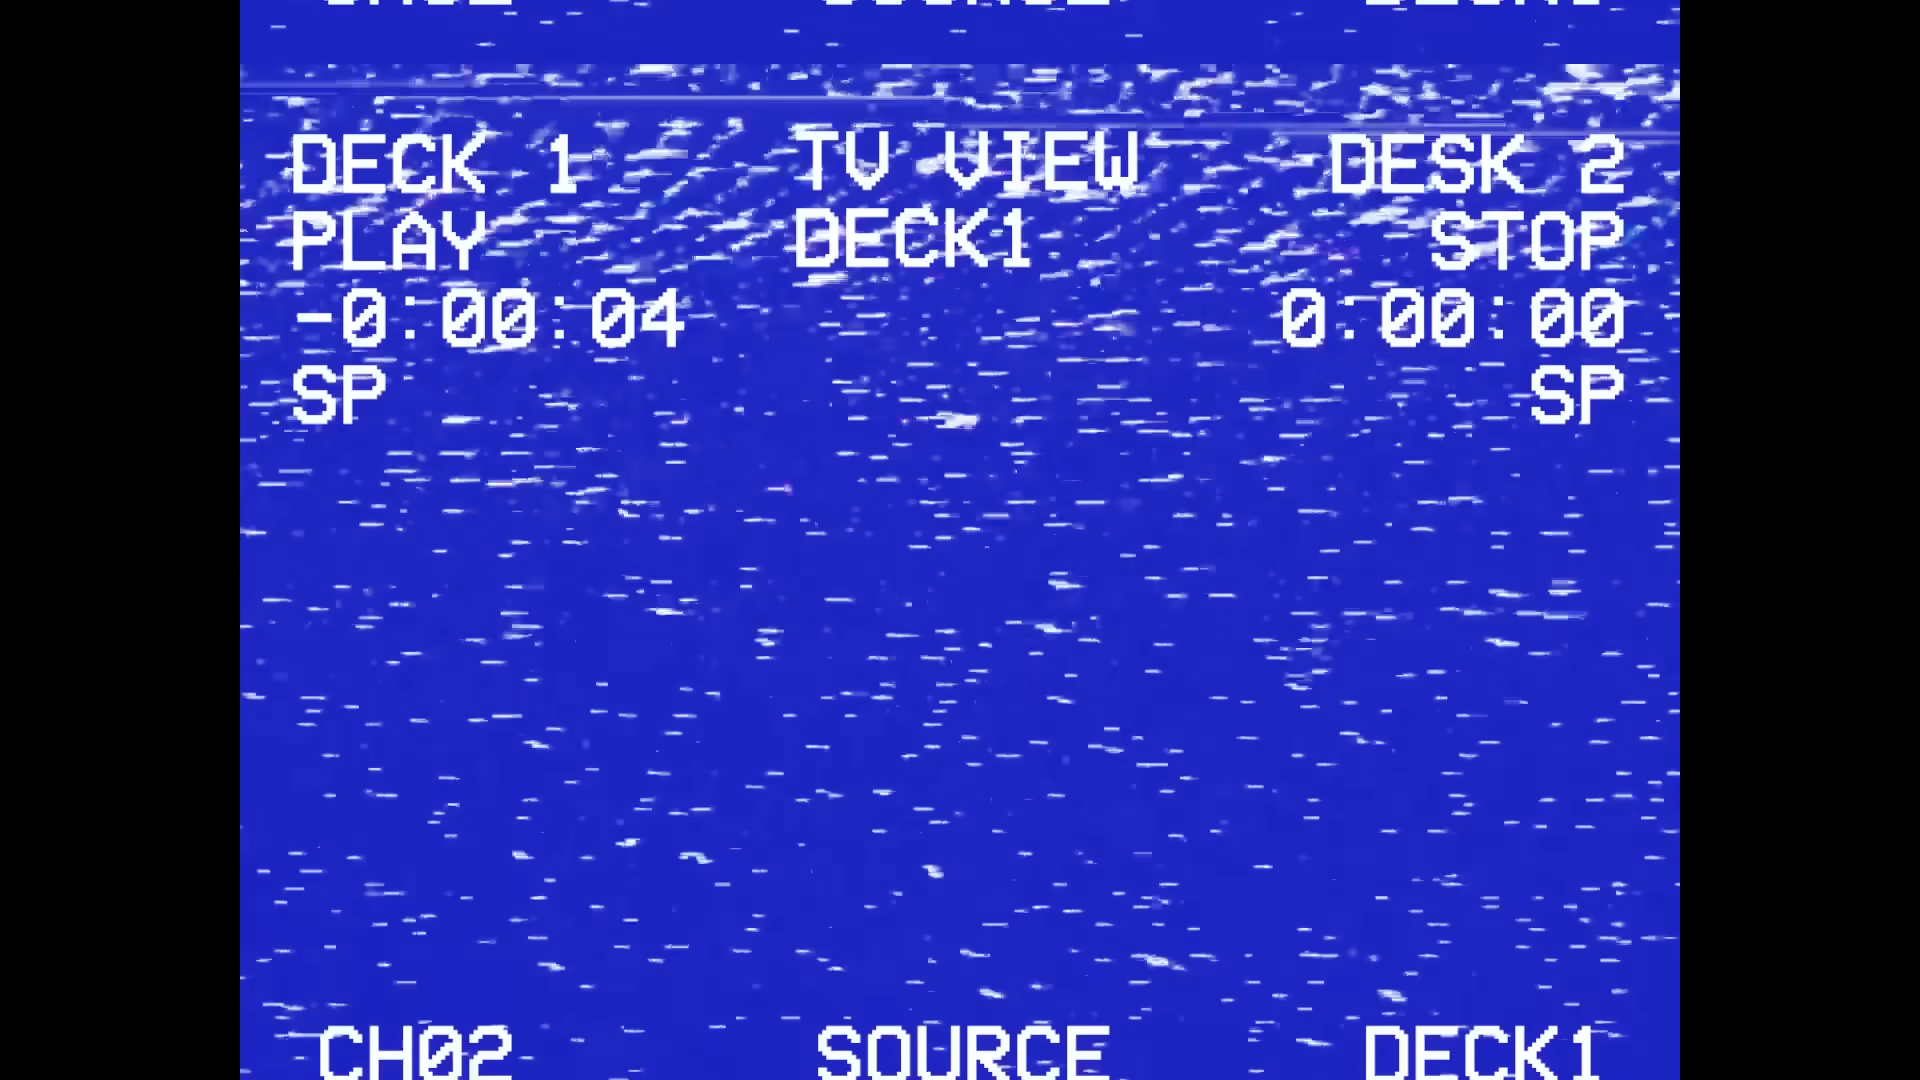 DECK 1 TV VIEW DESK 2
PLAY DECK1 STOP
-0:00:04 0:00:00
SP SP
CH02 SOURCE DECK1